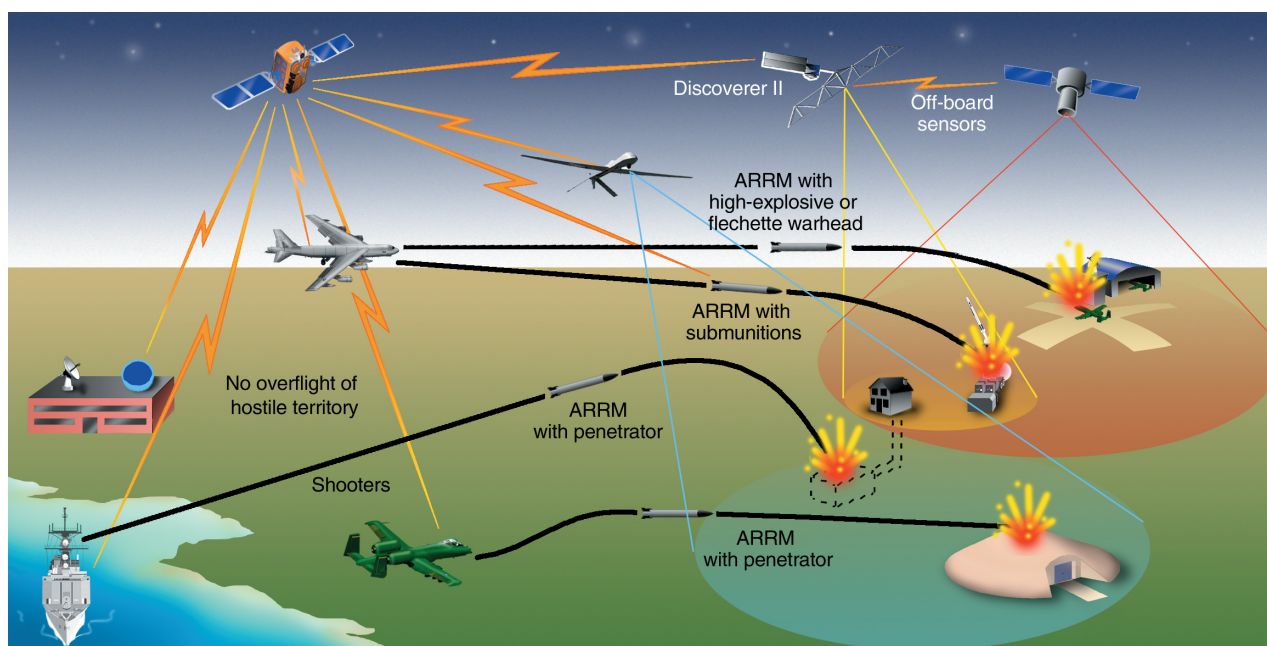 Discoverer II
Off-board
sensors
ARRM with
high-explosive or
flechette warhead
ARRM with
submunitions
No overflight of
hostile territory
ARRM
with penetrator
Shooters
ARRM
with penetrator